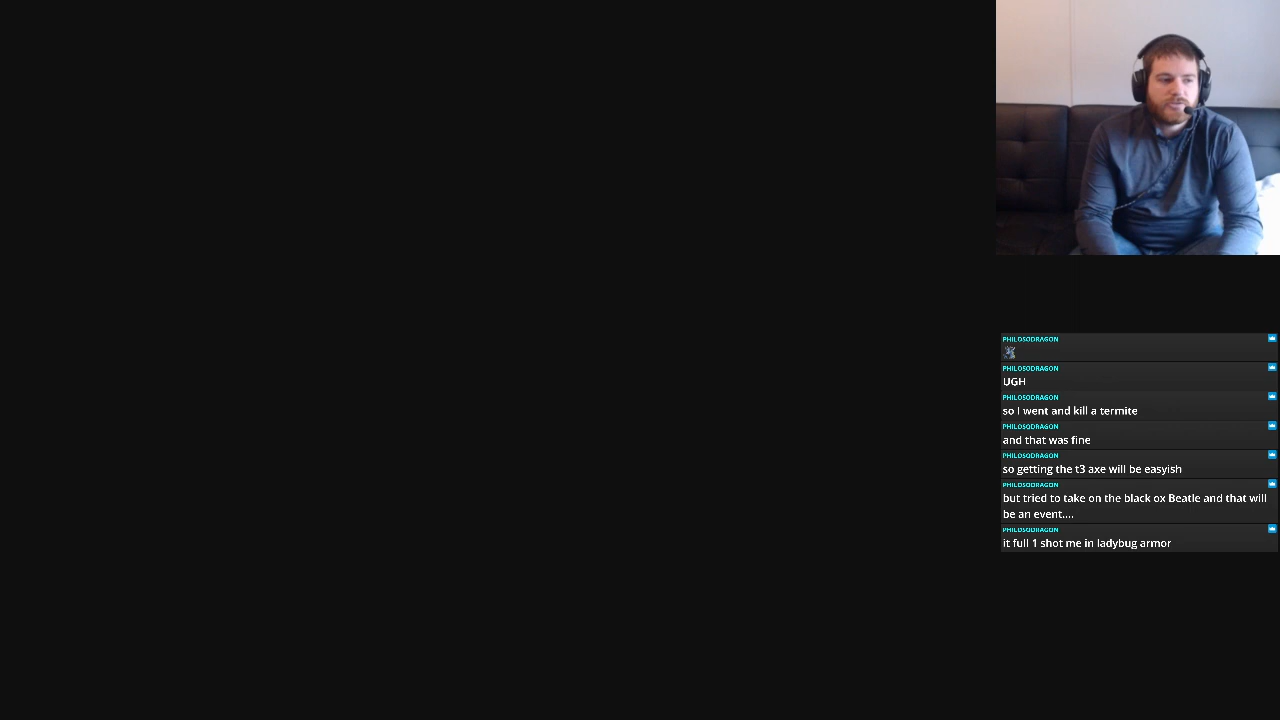 PHILOSODRAGON
PHILOSODRAGON
UGH
PHILOSODRAGON
so I went and kill a termite
PHILOSODRAGON
and that was fine
PHILOSODRAGON
so getting the t3 axe will be easyish
PHILOSODRAGON
but tried to take on the black ox Beatle and that will
be an event....
PHILOSODRAGON
it full 1 shot me in ladybug armor